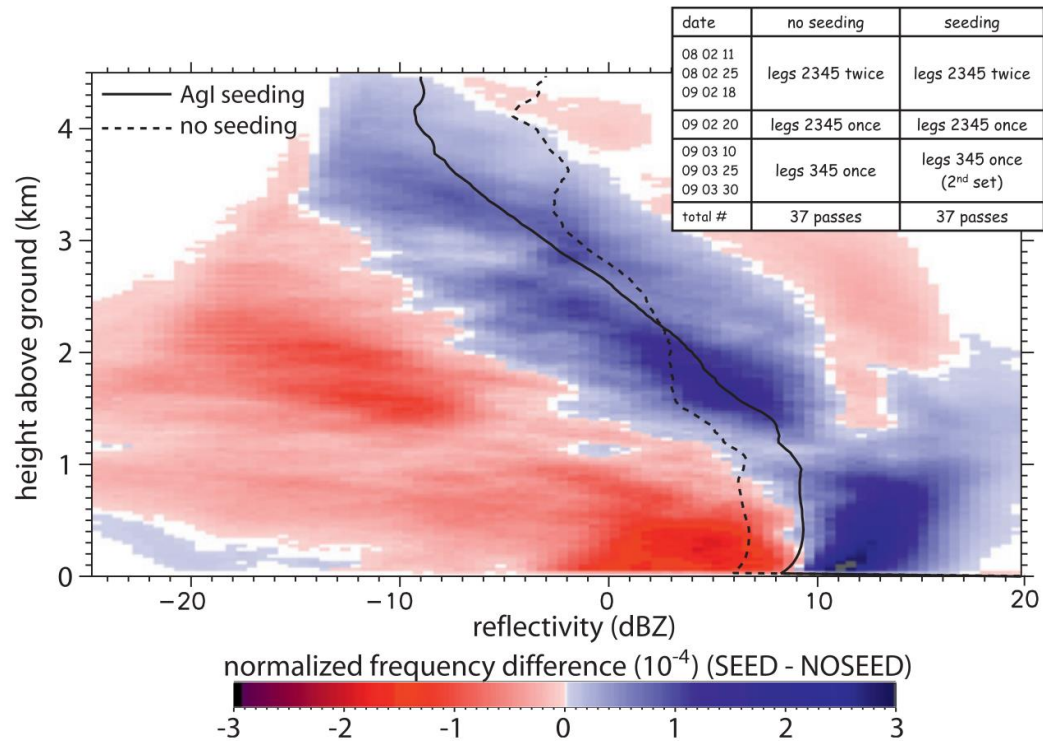 date no seeding seeding
08 02 11
08 02 25
09 02 18
legs 2345 twice legs 2345 twice
09 02 20 legs 2345 once legs 2345 once
09 03 10
09 03 25
09 03 30
legs 345 once legs 345 once
(2nd set)
total # 37 passes 37 passes
AgI seeding
no seeding
height above ground (km)
4
3
2
1
0
−20 −10 0 10 20
reflectivity (dBZ)
normalized frequency difference (10⁻⁴) (SEED - NOSEED)
-3 -2 -1 0 1 2 3